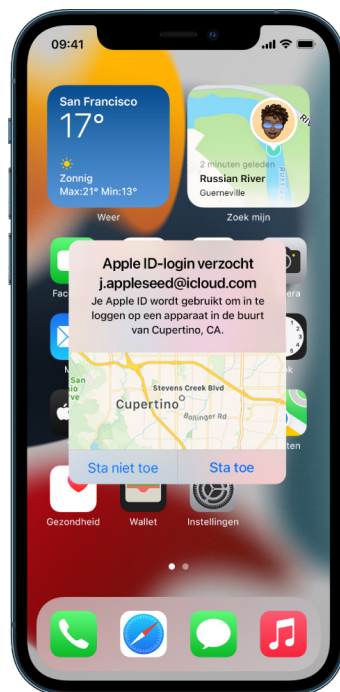 09:41
San Francisco
17°
Zonnig
Max:21° Min:13°
Weer
2 minuten geleden
Russian River
Guerneville
Zoek mijn
Apple ID-login verzocht
j.appleseed@icloud.com
Je Apple ID wordt gebruikt om in te
loggen op een apparaat in de buurt
van Cupertino, CA.
San
Stevens Creek Blvd
Cupertino
Bollinger Rd
Sta niet toe
Sta toe
Gezondheid
Wallet
Instellingen